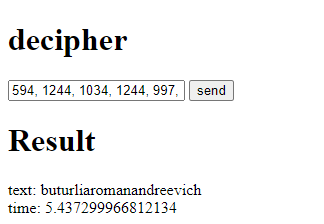 decipher
594, 1244, 1034, 1244, 997, send
Result
text: buturliaromanandreevich
time: 5.437299966812134